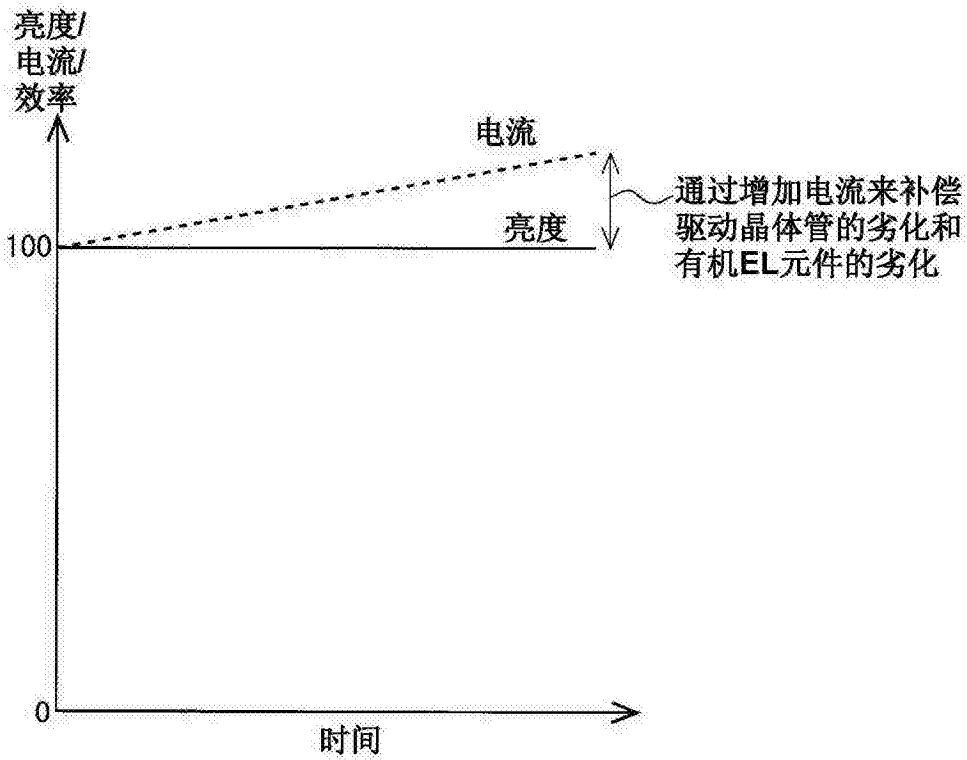 亮度/
电流/
效率
电流
通过增加电流来补偿
驱动晶体管的劣化和
有机EL元件的劣化
亮度
100
0
时间